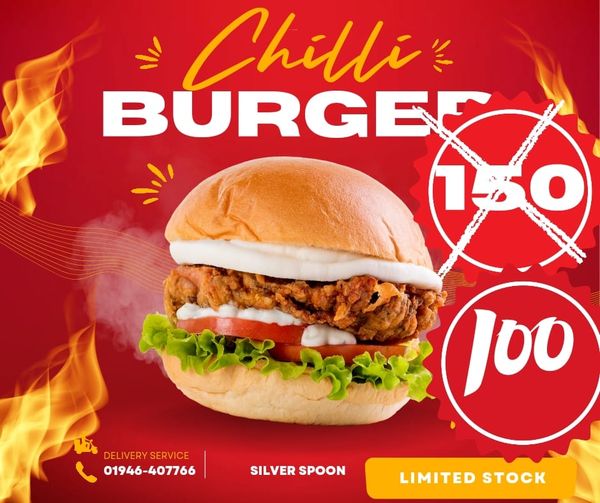 Chilli
BURGER
150
100
DELIVERY SERVICE
01946-407766
SILVER SPOON
LIMITED STOCK